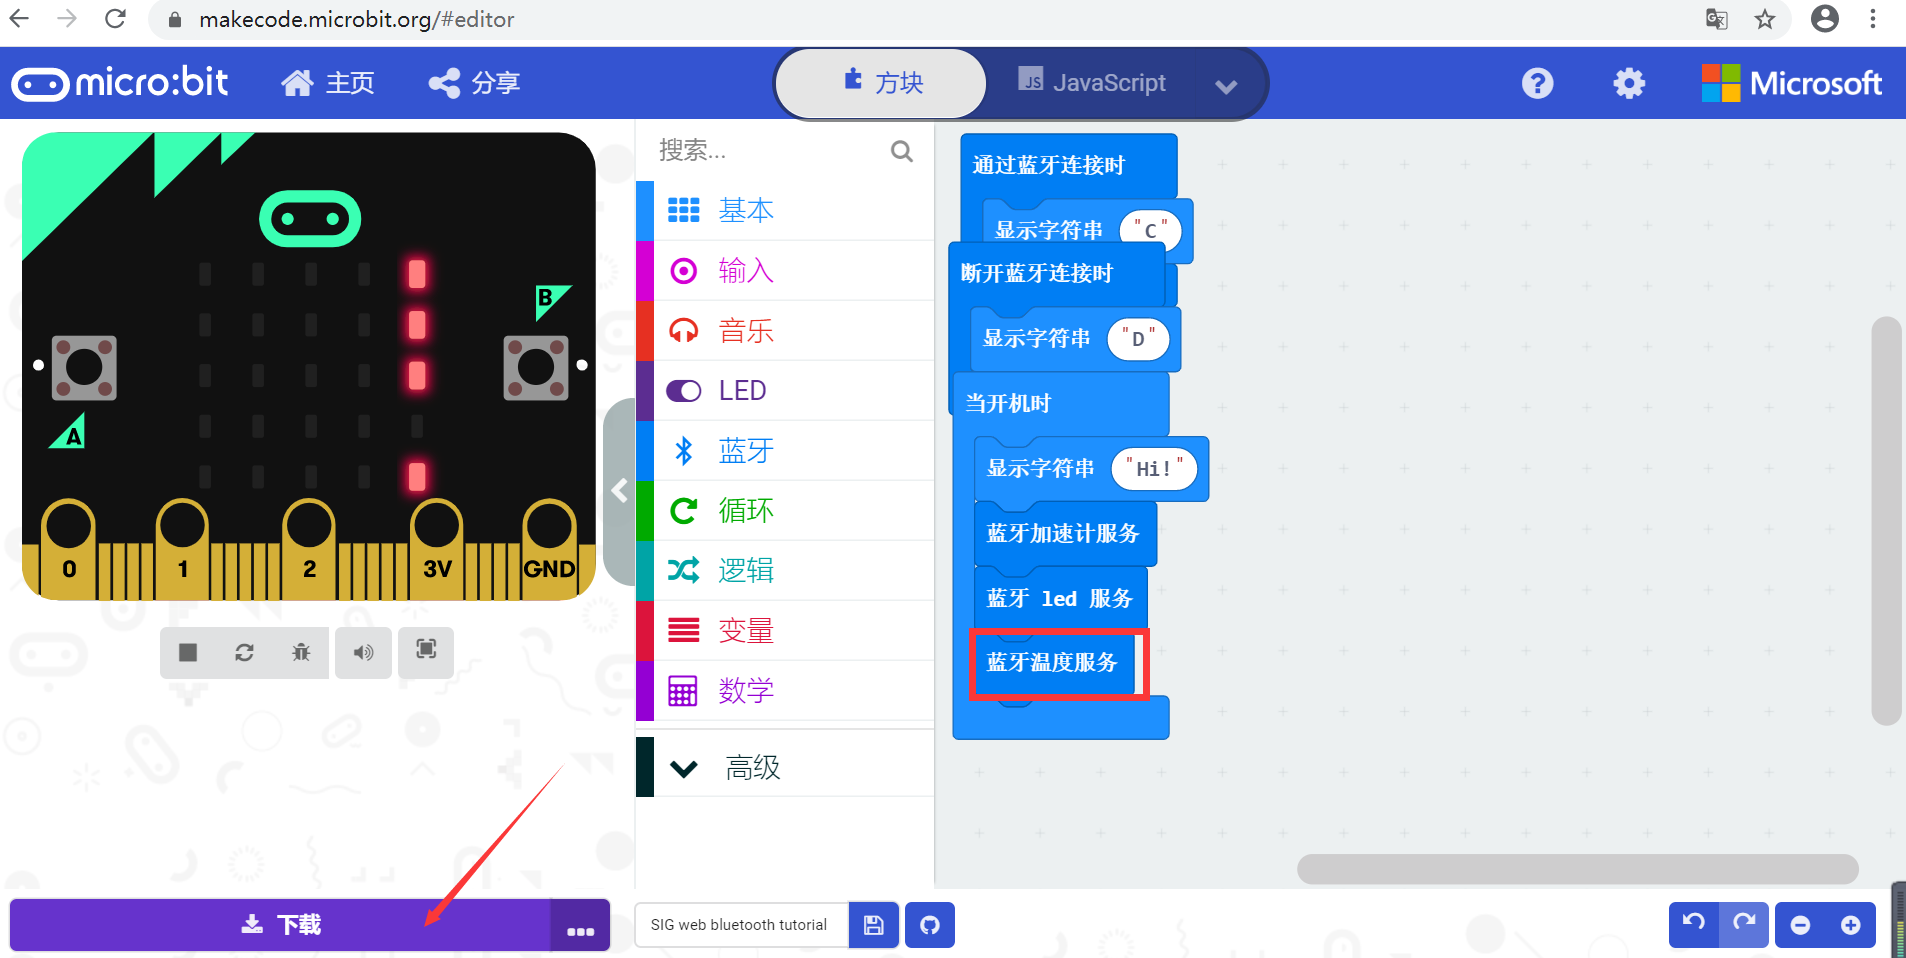 makecode.microbit.org/#editor
micro:bit
主页
分享
方块
JS JavaScript
?
Microsoft
B
A
0 1 2 3V GND
搜索...
基本
输入
音乐
LED
蓝牙
循环
逻辑
变量
数学
高级
通过蓝牙连接时
显示字符串 "C"
断开蓝牙连接时
显示字符串 "D"
当开机时
显示字符串 "Hi!"
蓝牙加速计服务
蓝牙 led 服务
蓝牙温度服务
下载
...
SIG web bluetooth tutorial